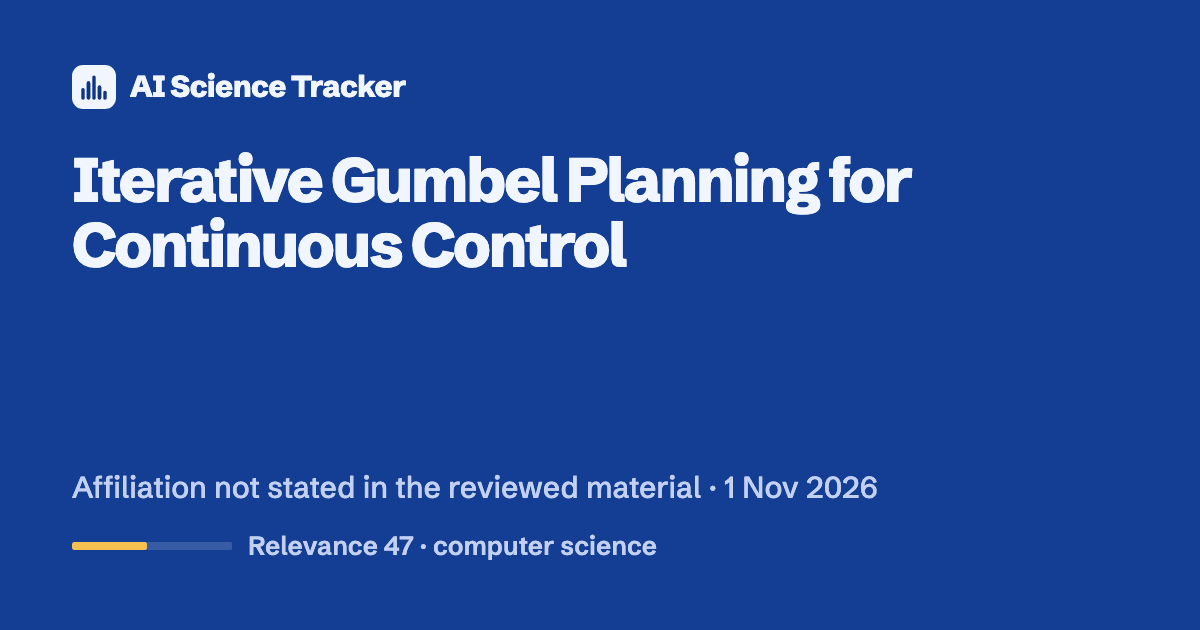 AI Science Tracker
Iterative Gumbel Planning for
Continuous Control
Affiliation not stated in the reviewed material · 1 Nov 2026
Relevance 47 · computer science